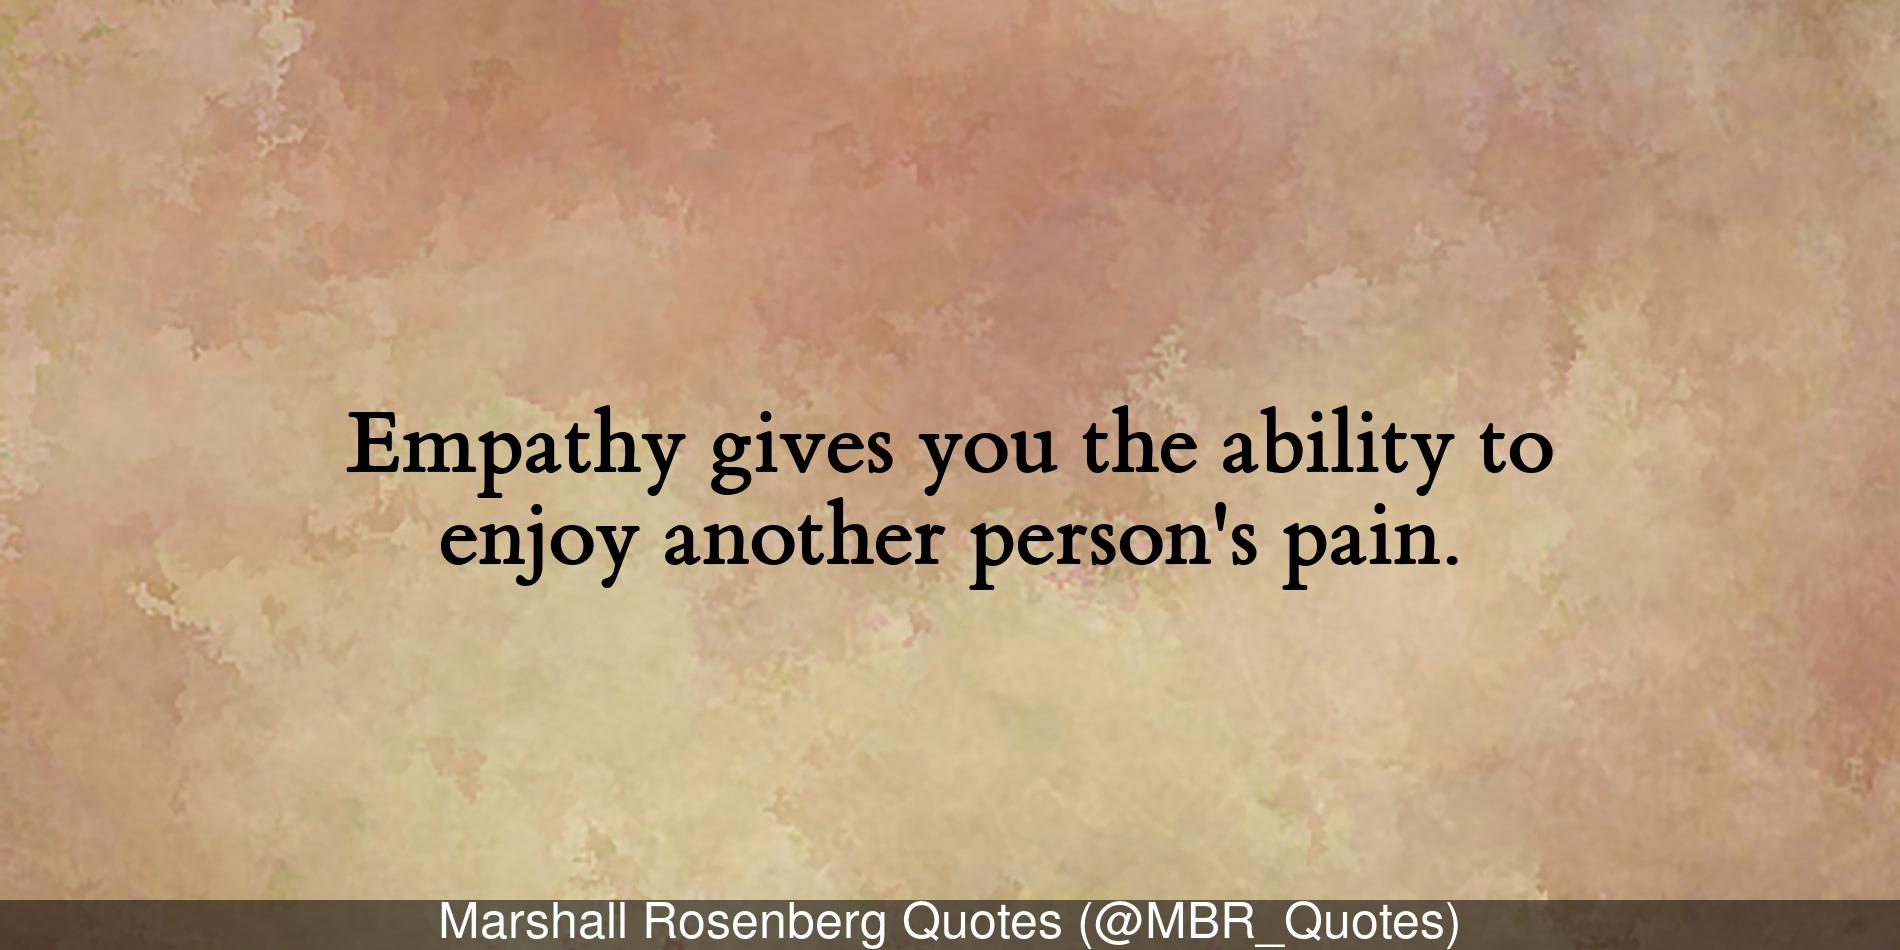 Empathy gives you the ability to
enjoy another person's pain.
Marshall Rosenberg Quotes (@MBR_Quotes)